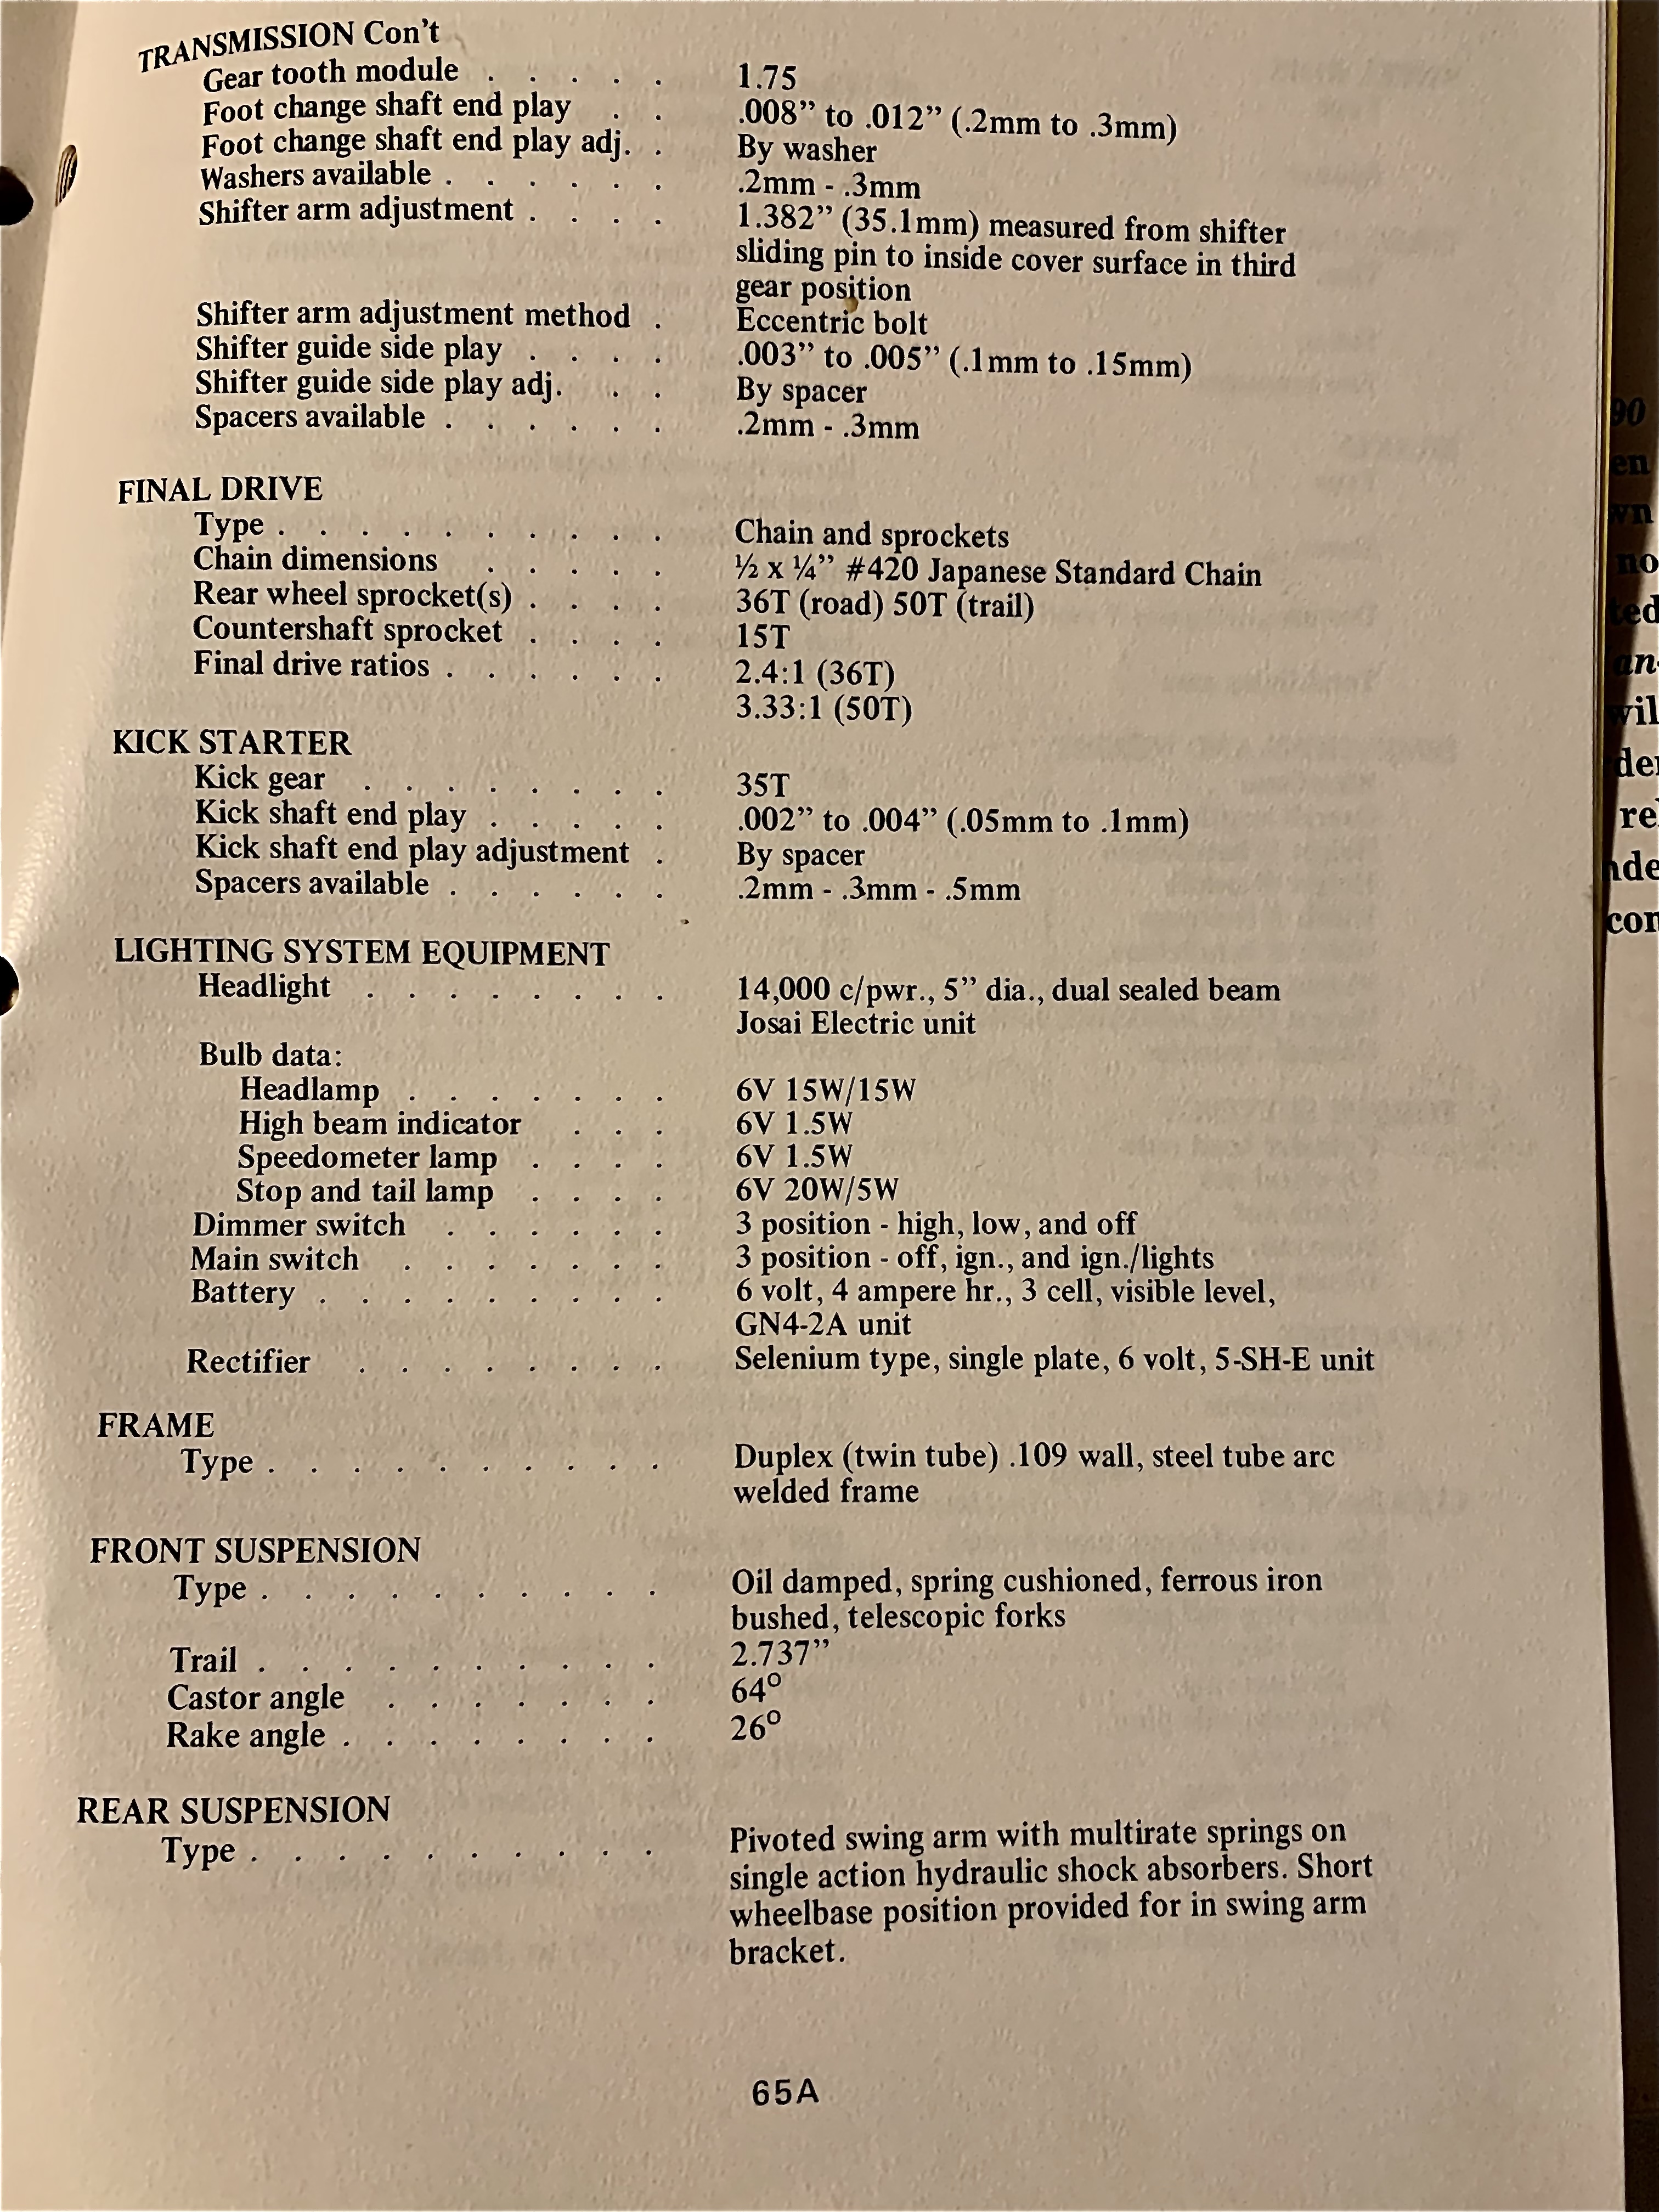 TRANSMISSION Con't
Gear tooth module . . . . . 1.75
Foot change shaft end play . . .008” to .012” (.2mm to .3mm)
Foot change shaft end play adj. . By washer
Washers available . . . . . . .2mm - .3mm
Shifter arm adjustment . . . . 1.382” (35.1mm) measured from shifter
sliding pin to inside cover surface in third
gear position
Shifter arm adjustment method . Eccentric bolt
Shifter guide side play . . . . .003” to .005” (.1mm to .15mm)
Shifter guide side play adj. . . By spacer
Spacers available . . . . . . .2mm - .3mm
FINAL DRIVE
Type . . . . . . . . . . Chain and sprockets
Chain dimensions . . . . . ½ x ¼” #420 Japanese Standard Chain
Rear wheel sprocket(s) . . . . 36T (road) 50T (trail)
Countershaft sprocket . . . . 15T
Final drive ratios . . . . . . 2.4:1 (36T)
3.33:1 (50T)
KICK STARTER
Kick gear . . . . . . . . 35T
Kick shaft end play . . . . . .002” to .004” (.05mm to .1mm)
Kick shaft end play adjustment . By spacer
Spacers available . . . . . . .2mm - .3mm - .5mm
LIGHTING SYSTEM EQUIPMENT
Headlight . . . . . . . . 14,000 c/pwr., 5” dia., dual sealed beam
Josai Electric unit
Bulb data:
Headlamp . . . . . . . 6V 15W/15W
High beam indicator . . . 6V 1.5W
Speedometer lamp . . . . 6V 1.5W
Stop and tail lamp . . . . 6V 20W/5W
Dimmer switch . . . . . . 3 position - high, low, and off
Main switch . . . . . . . 3 position - off, ign., and ign./lights
Battery . . . . . . . . . 6 volt, 4 ampere hr., 3 cell, visible level,
GN4-2A unit
Rectifier . . . . . . . . Selenium type, single plate, 6 volt, 5-SH-E unit
FRAME
Type . . . . . . . . . . Duplex (twin tube) .109 wall, steel tube arc
welded frame
FRONT SUSPENSION
Type . . . . . . . . . . Oil damped, spring cushioned, ferrous iron
bushed, telescopic forks
Trail . . . . . . . . . . 2.737”
Castor angle . . . . . . . 64°
Rake angle . . . . . . . . 26°
REAR SUSPENSION
Type . . . . . . . . . . Pivoted swing arm with multirate springs on
single action hydraulic shock absorbers. Short
wheelbase position provided for in swing arm
bracket.
65A